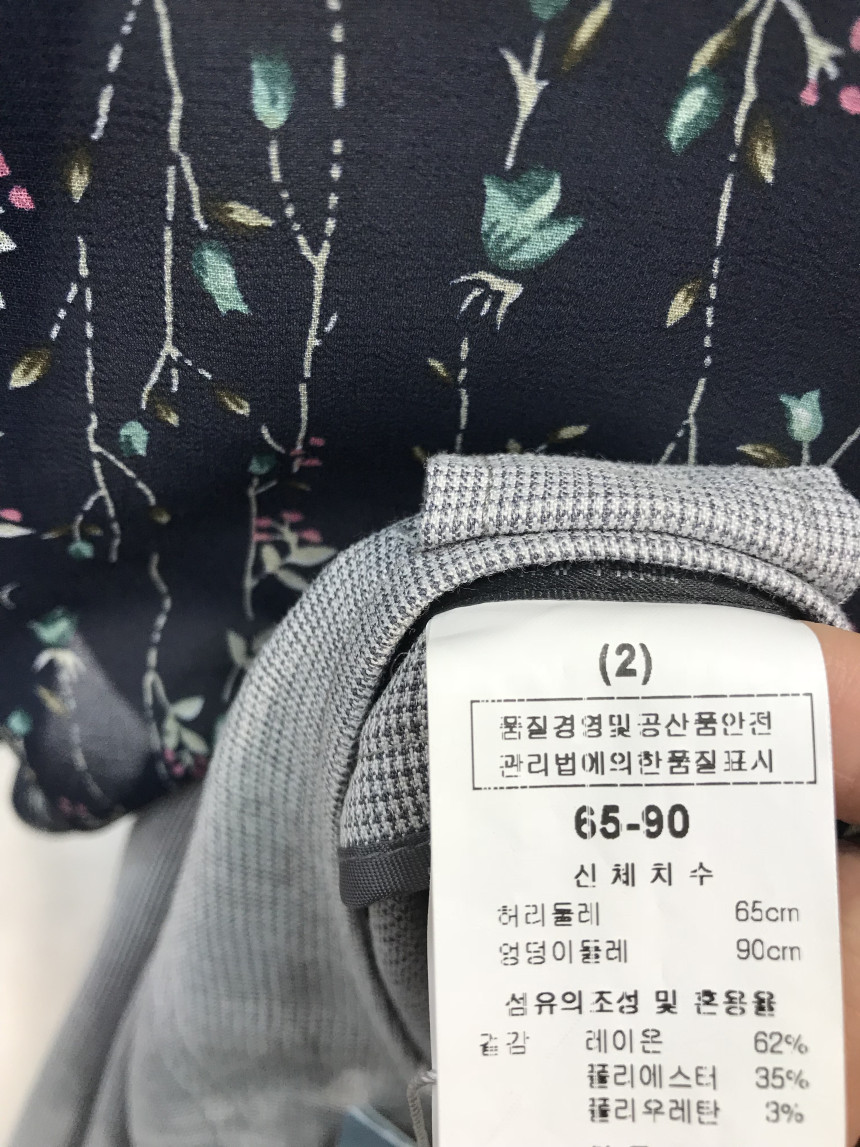 (2)
품질경영및공산품안전
관리법에의한품질표시
65-90
신체치수
허리둘레 65cm
엉덩이둘레 90cm
섬유의조성 및 혼용율
겉감 레이온 62%
폴리에스터 35%
폴리우레탄 3%